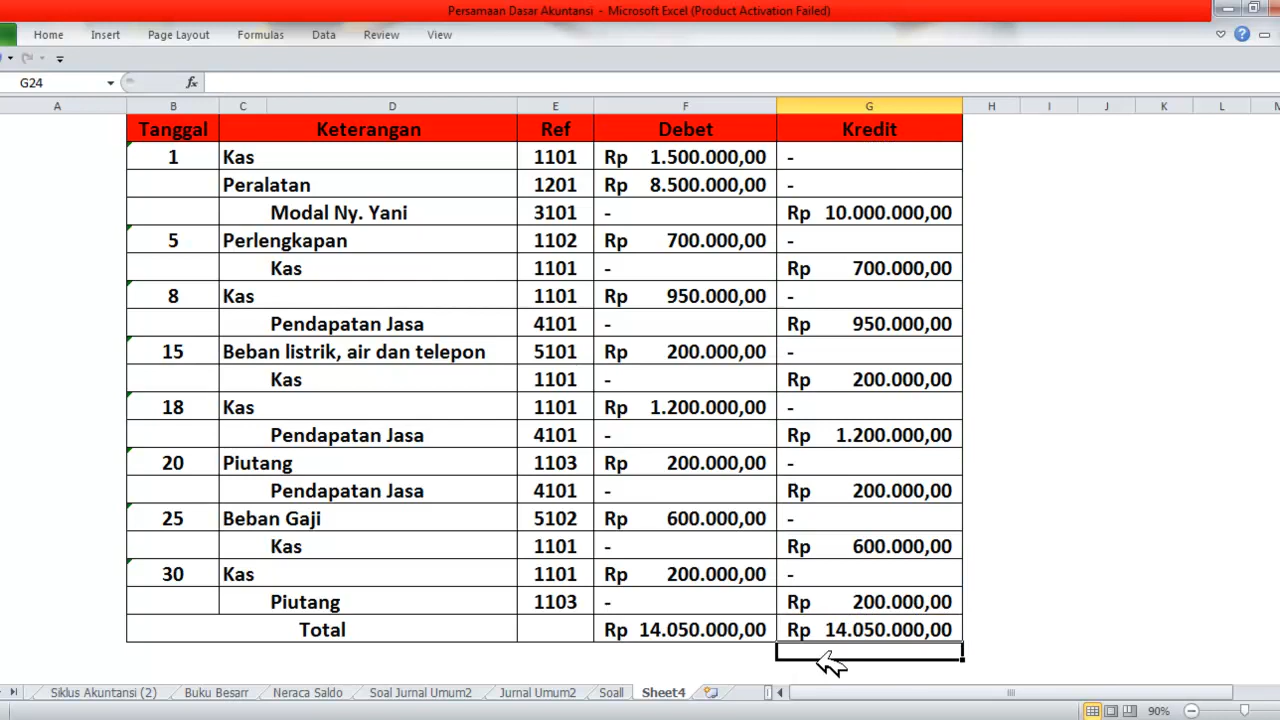 Persamaan Dasar Akuntansi - Microsoft Excel (Product Activation Failed)
Home Insert Page Layout Formulas Data Review View
G24 fx
A B C D E F G H I J K L
Tanggal Keterangan Ref Debet Kredit
1 Kas 1101 Rp 1.500.000,00 -
Peralatan 1201 Rp 8.500.000,00 -
Modal Ny. Yani 3101 - Rp 10.000.000,00
5 Perlengkapan 1102 Rp 700.000,00 -
Kas 1101 - Rp 700.000,00
8 Kas 1101 Rp 950.000,00 -
Pendapatan Jasa 4101 - Rp 950.000,00
15 Beban listrik, air dan telepon 5101 Rp 200.000,00 -
Kas 1101 - Rp 200.000,00
18 Kas 1101 Rp 1.200.000,00 -
Pendapatan Jasa 4101 - Rp 1.200.000,00
20 Piutang 1103 Rp 200.000,00 -
Pendapatan Jasa 4101 - Rp 200.000,00
25 Beban Gaji 5102 Rp 600.000,00 -
Kas 1101 - Rp 600.000,00
30 Kas 1101 Rp 200.000,00 -
Piutang 1103 - Rp 200.000,00
Total Rp 14.050.000,00 Rp 14.050.000,00
Siklus Akuntansi (2) Buku Besarr Neraca Saldo Soal Jurnal Umum2 Jurnal Umum2 Soall Sheet4
90%